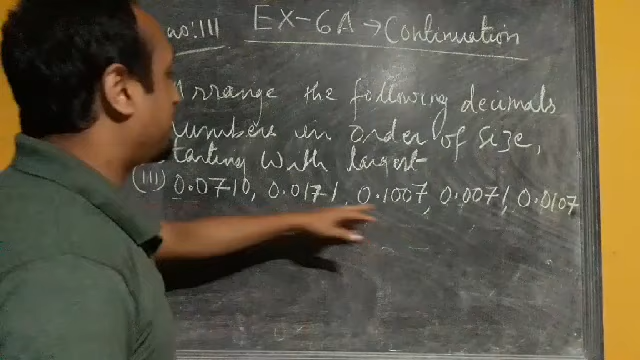 no: 111 EX-6A → Continuation
Arrange the following decimals
numbers in order of size,
tarting with largest
(III) 0.0710, 0.0171, 0.1007, 0.0071, 0.0107